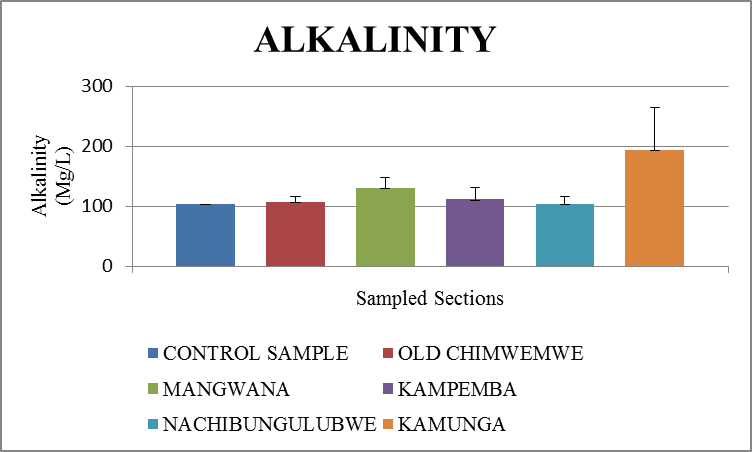 ALKALINITY
300
200
100
0
Alkalinity
(Mg/L)
Sampled Sections
CONTROL SAMPLE
OLD CHIMWEMWE
MANGWANA
KAMPEMBA
NACHIBUNGULUBWE
KAMUNGA